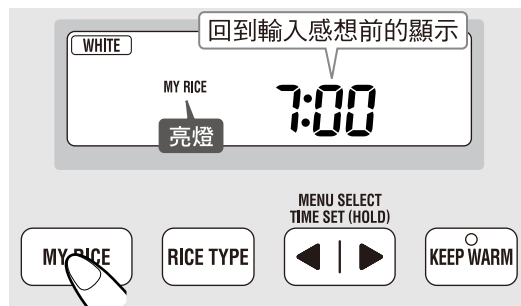 回到輸入感想前的顯示
WHITE
MY RICE
7:00
亮燈
MENU SELECT
TIME SET (HOLD)
MY RICE
RICE TYPE
KEEP WARM